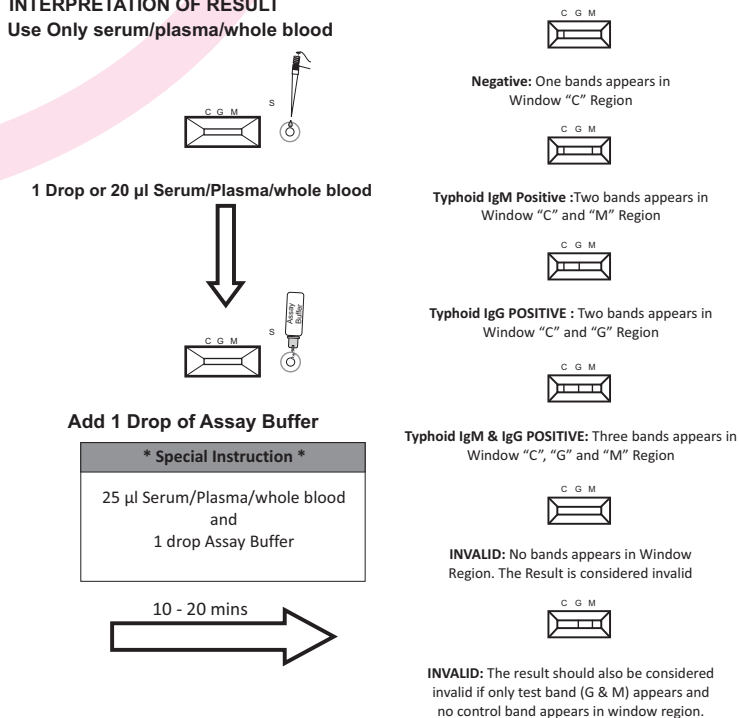 INTERPRETATION OF RESULT
Use Only serum/plasma/whole blood
C G M
S
1 Drop or 20 µl Serum/Plasma/whole blood
Assay
Buffer
C G M
S
Add 1 Drop of Assay Buffer
* Special Instruction *
25 µl Serum/Plasma/whole blood
and
1 drop Assay Buffer
10 - 20 mins
C G M
Negative: One bands appears in
Window “C” Region
C G M
Typhoid IgM Positive :Two bands appears in
Window “C” and “M” Region
C G M
Typhoid IgG POSITIVE : Two bands appears in
Window “C” and “G” Region
C G M
Typhoid IgM & IgG POSITIVE: Three bands appears in
Window “C”, “G” and “M” Region
C G M
INVALID: No bands appears in Window
Region. The Result is considered invalid
C G M
INVALID: The result should also be considered
invalid if only test band (G & M) appears and
no control band appears in window region.